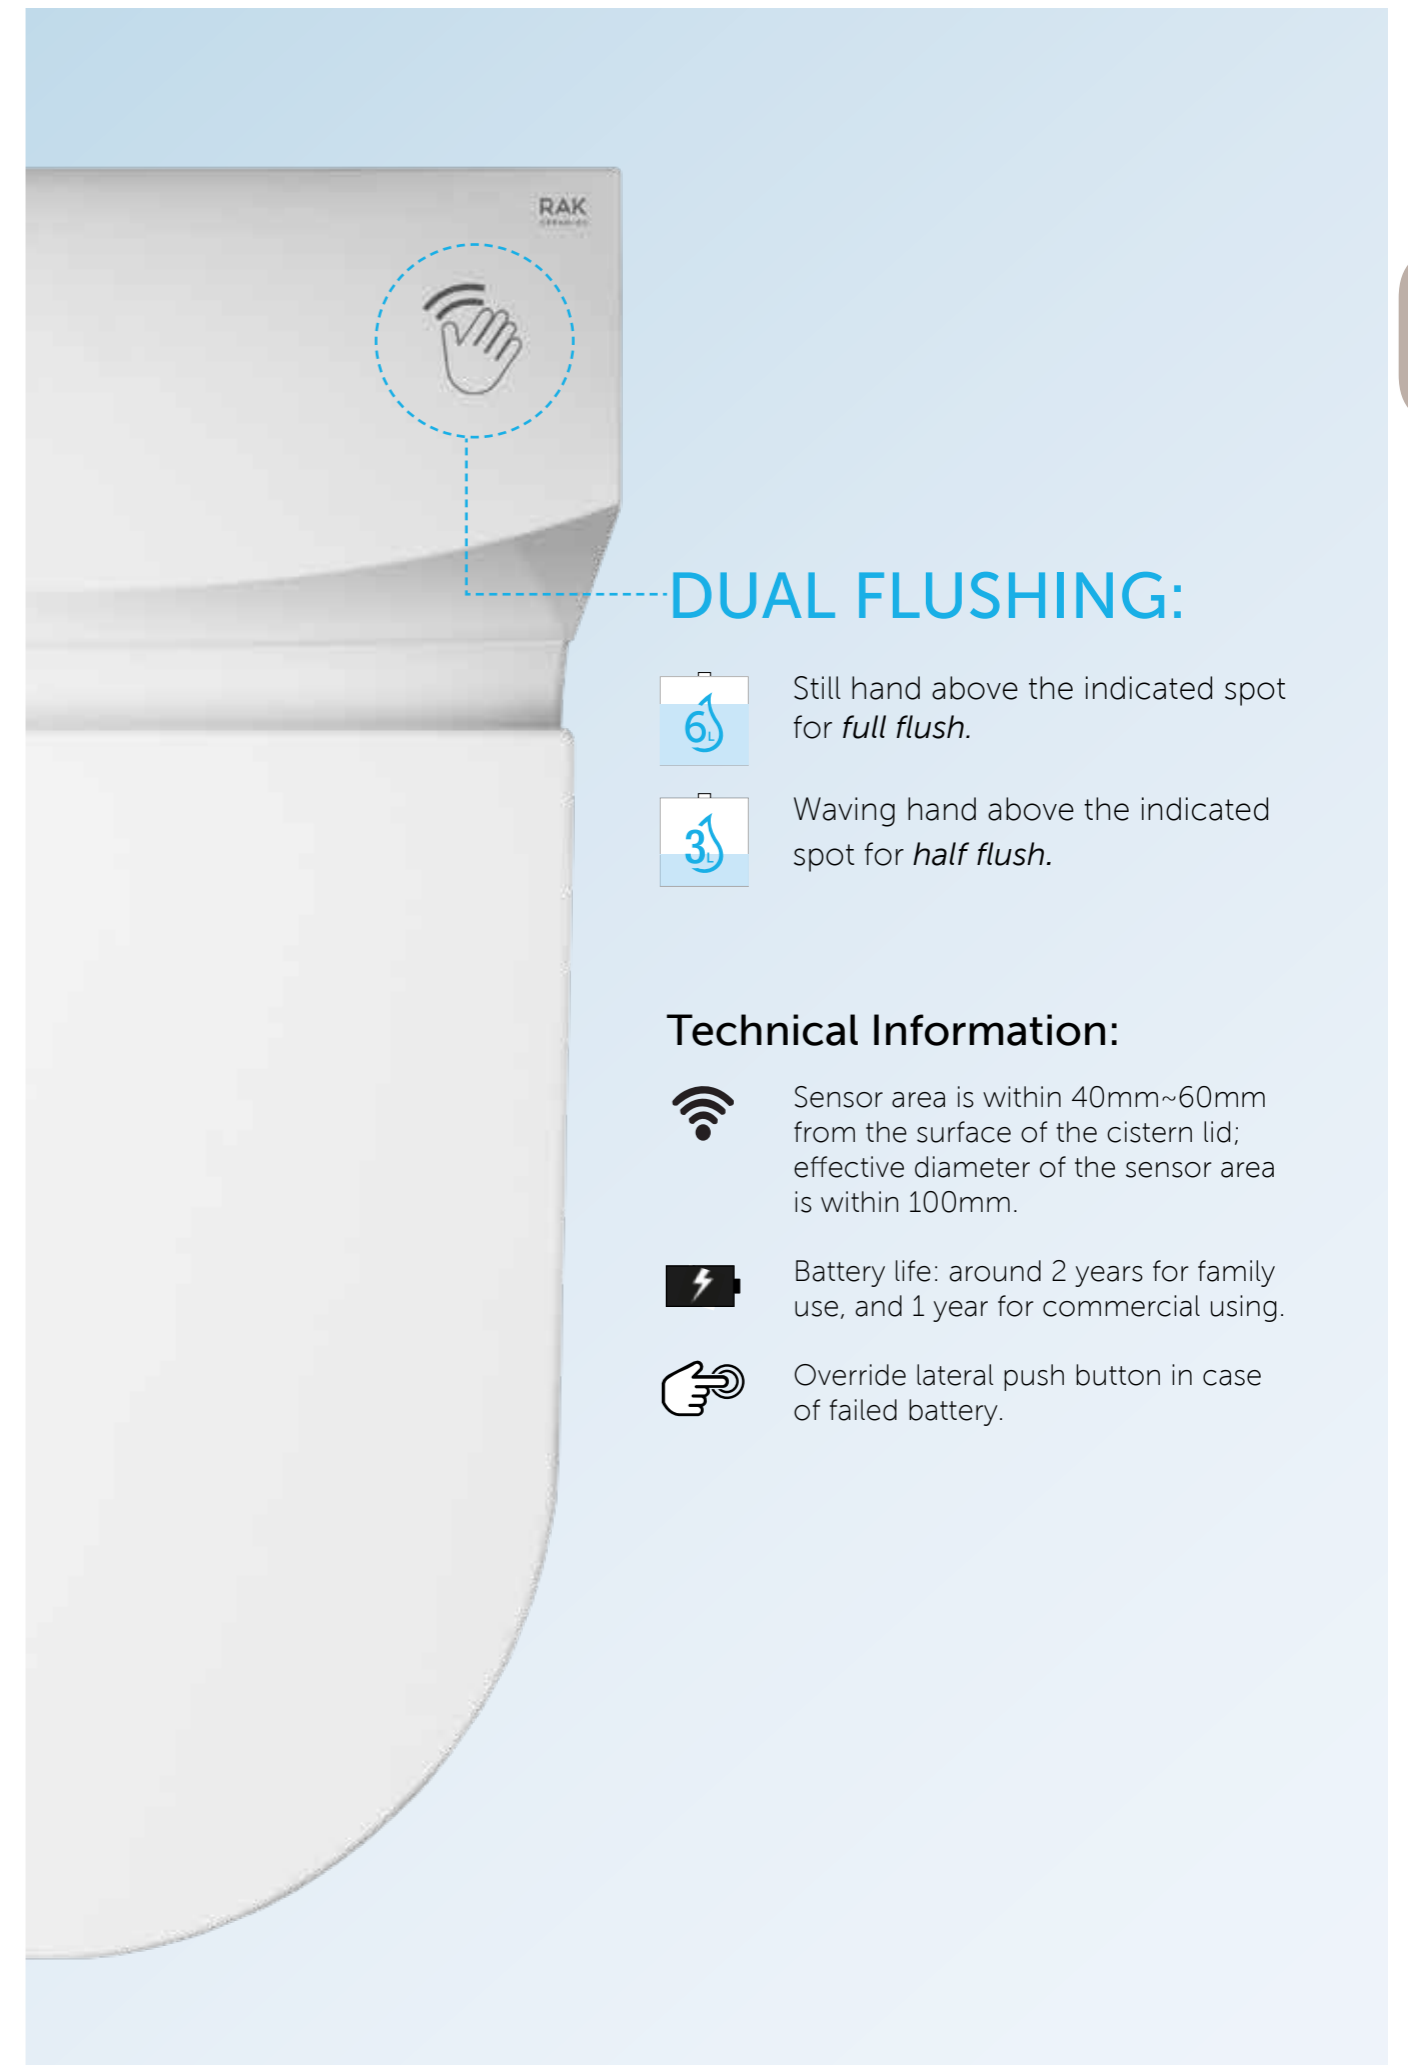 RAK
CERAMICS
DUAL FLUSHING:
6L
Still hand above the indicated spot
for full flush.
3L
Waving hand above the indicated
spot for half flush.
Technical Information:
Sensor area is within 40mm~60mm
from the surface of the cistern lid;
effective diameter of the sensor area
is within 100mm.
Battery life: around 2 years for family
use, and 1 year for commercial using.
Override lateral push button in case
of failed battery.